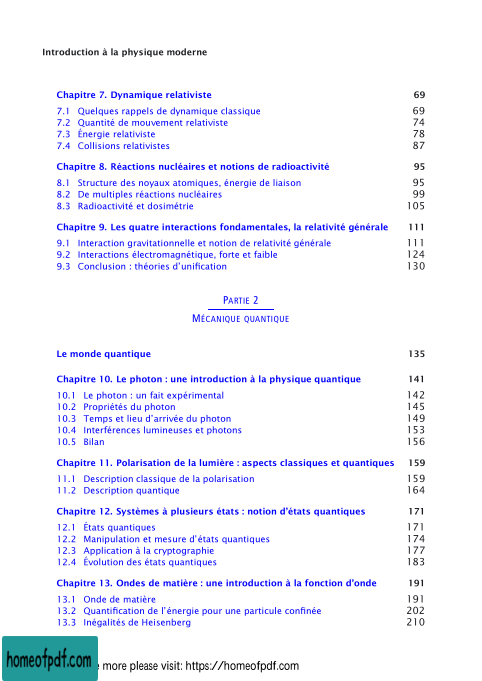 Introduction à la physique moderne
Chapitre 7. Dynamique relativiste 69
7.1 Quelques rappels de dynamique classique 69
7.2 Quantité de mouvement relativiste 74
7.3 Énergie relativiste 78
7.4 Collisions relativistes 87
Chapitre 8. Réactions nucléaires et notions de radioactivité 95
8.1 Structure des noyaux atomiques, énergie de liaison 95
8.2 De multiples réactions nucléaires 99
8.3 Radioactivité et dosimétrie 105
Chapitre 9. Les quatre interactions fondamentales, la relativité générale 111
9.1 Interaction gravitationnelle et notion de relativité générale 111
9.2 Interactions électromagnétique, forte et faible 124
9.3 Conclusion : théories d'unification 130
PARTIE 2
MÉCANIQUE QUANTIQUE
Le monde quantique 135
Chapitre 10. Le photon : une introduction à la physique quantique 141
10.1 Le photon : un fait expérimental 142
10.2 Propriétés du photon 145
10.3 Temps et lieu d'arrivée du photon 149
10.4 Interférences lumineuses et photons 153
10.5 Bilan 156
Chapitre 11. Polarisation de la lumière : aspects classiques et quantiques 159
11.1 Description classique de la polarisation 159
11.2 Description quantique 164
Chapitre 12. Systèmes à plusieurs états : notion d'états quantiques 171
12.1 États quantiques 171
12.2 Manipulation et mesure d'états quantiques 174
12.3 Application à la cryptographie 177
12.4 Évolution des états quantiques 183
Chapitre 13. Ondes de matière : une introduction à la fonction d'onde 191
13.1 Onde de matière 191
13.2 Quantification de l'énergie pour une particule confinée 202
13.3 Inégalités de Heisenberg 210
homeofpdf.com
more please visit: https://homeofpdf.com